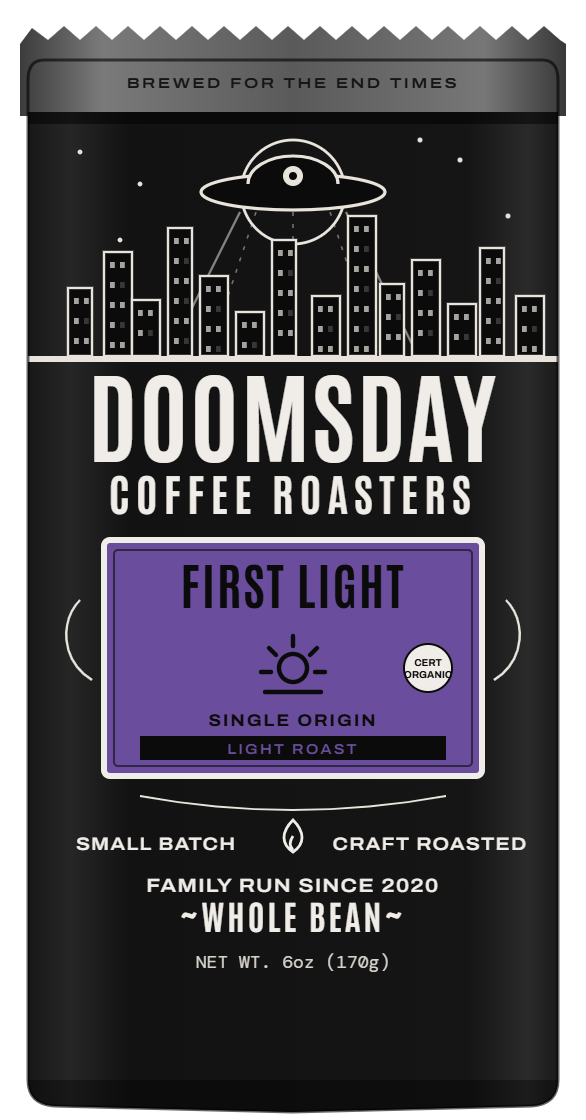 BREWED FOR THE END TIMES
DOOMSDAY
COFFEE ROASTERS
FIRST LIGHT
CERT
ORGANIC
SINGLE ORIGIN
LIGHT ROAST
SMALL BATCH CRAFT ROASTED
FAMILY RUN SINCE 2020
~WHOLE BEAN~
NET WT. 6oz (170g)